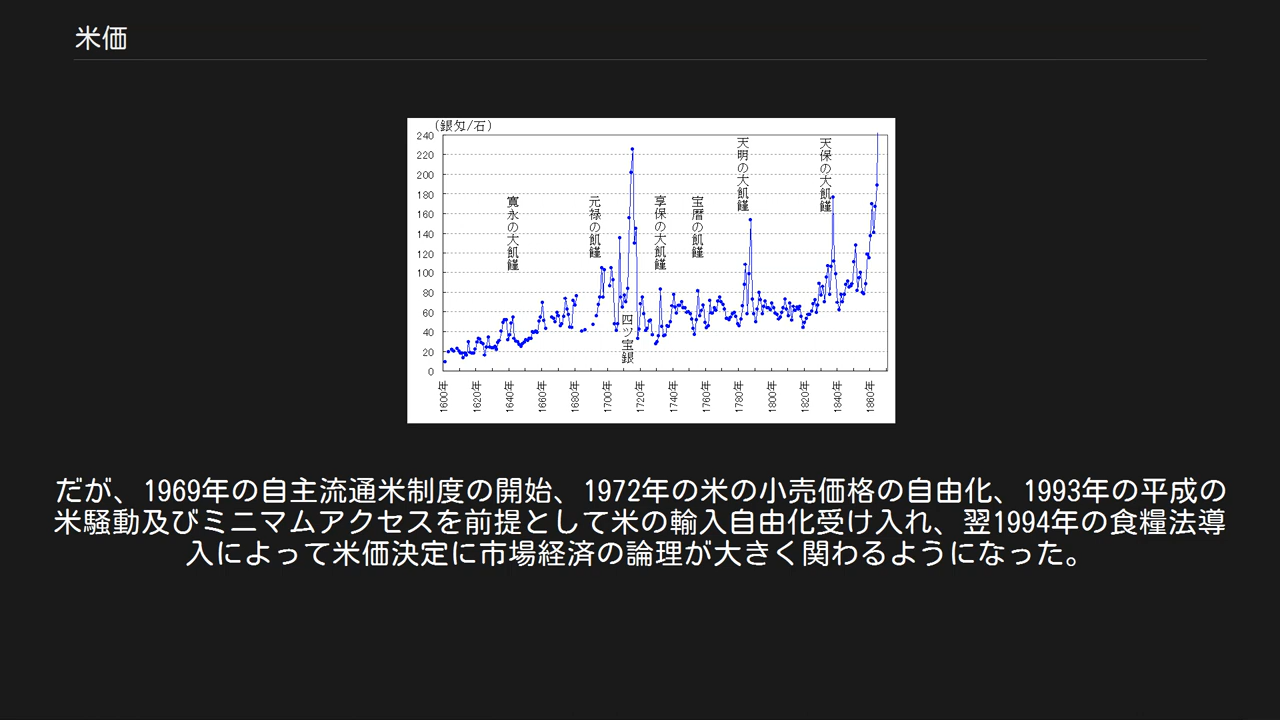 米価
(銀匁/石)
240
220
200
180
160
140
120
100
80
60
40
20
0
寛永の大飢饉
元禄の飢饉
四ツ宝銀
享保の大飢饉
宝暦の飢饉
天明の大飢饉
天保の大飢饉
1600年
1620年
1640年
1660年
1680年
1700年
1720年
1740年
1760年
1780年
1800年
1820年
1840年
1860年
だが、1969年の自主流通米制度の開始、1972年の米の小売価格の自由化、1993年の平成の
米騒動及びミニマムアクセスを前提として米の輸入自由化受け入れ、翌1994年の食糧法導
入によって米価決定に市場経済の論理が大きく関わるようになった。